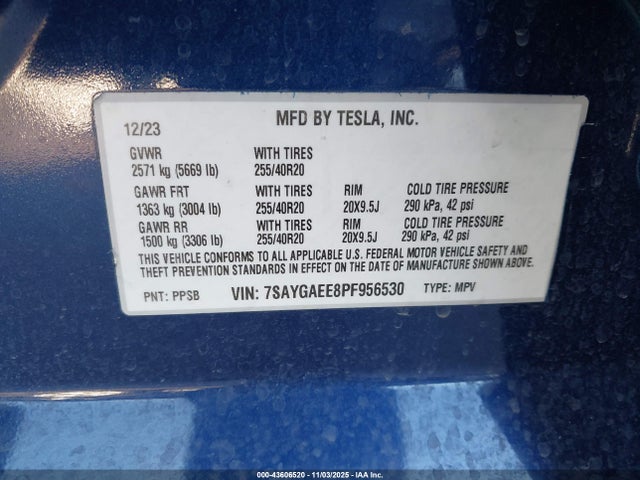 12/23 MFD BY TESLA, INC.
GVWR WITH TIRES
2571 kg (5669 lb) 255/40R20
GAWR FRT WITH TIRES RIM COLD TIRE PRESSURE
1363 kg (3004 lb) 255/40R20 20X9.5J 290 kPa, 42 psi
GAWR RR WITH TIRES RIM COLD TIRE PRESSURE
1500 kg (3306 lb) 255/40R20 20X9.5J 290 kPa, 42 psi
THIS VEHICLE CONFORMS TO ALL APPLICABLE U.S. FEDERAL MOTOR VEHICLE SAFETY AND
THEFT PREVENTION STANDARDS IN EFFECT ON THE DATE OF MANUFACTURE SHOWN ABOVE.
PNT: PPSB VIN: 7SAYGAEE8PF956530 TYPE: MPV
000-43606520 - 11/03/2025 - IAA Inc.